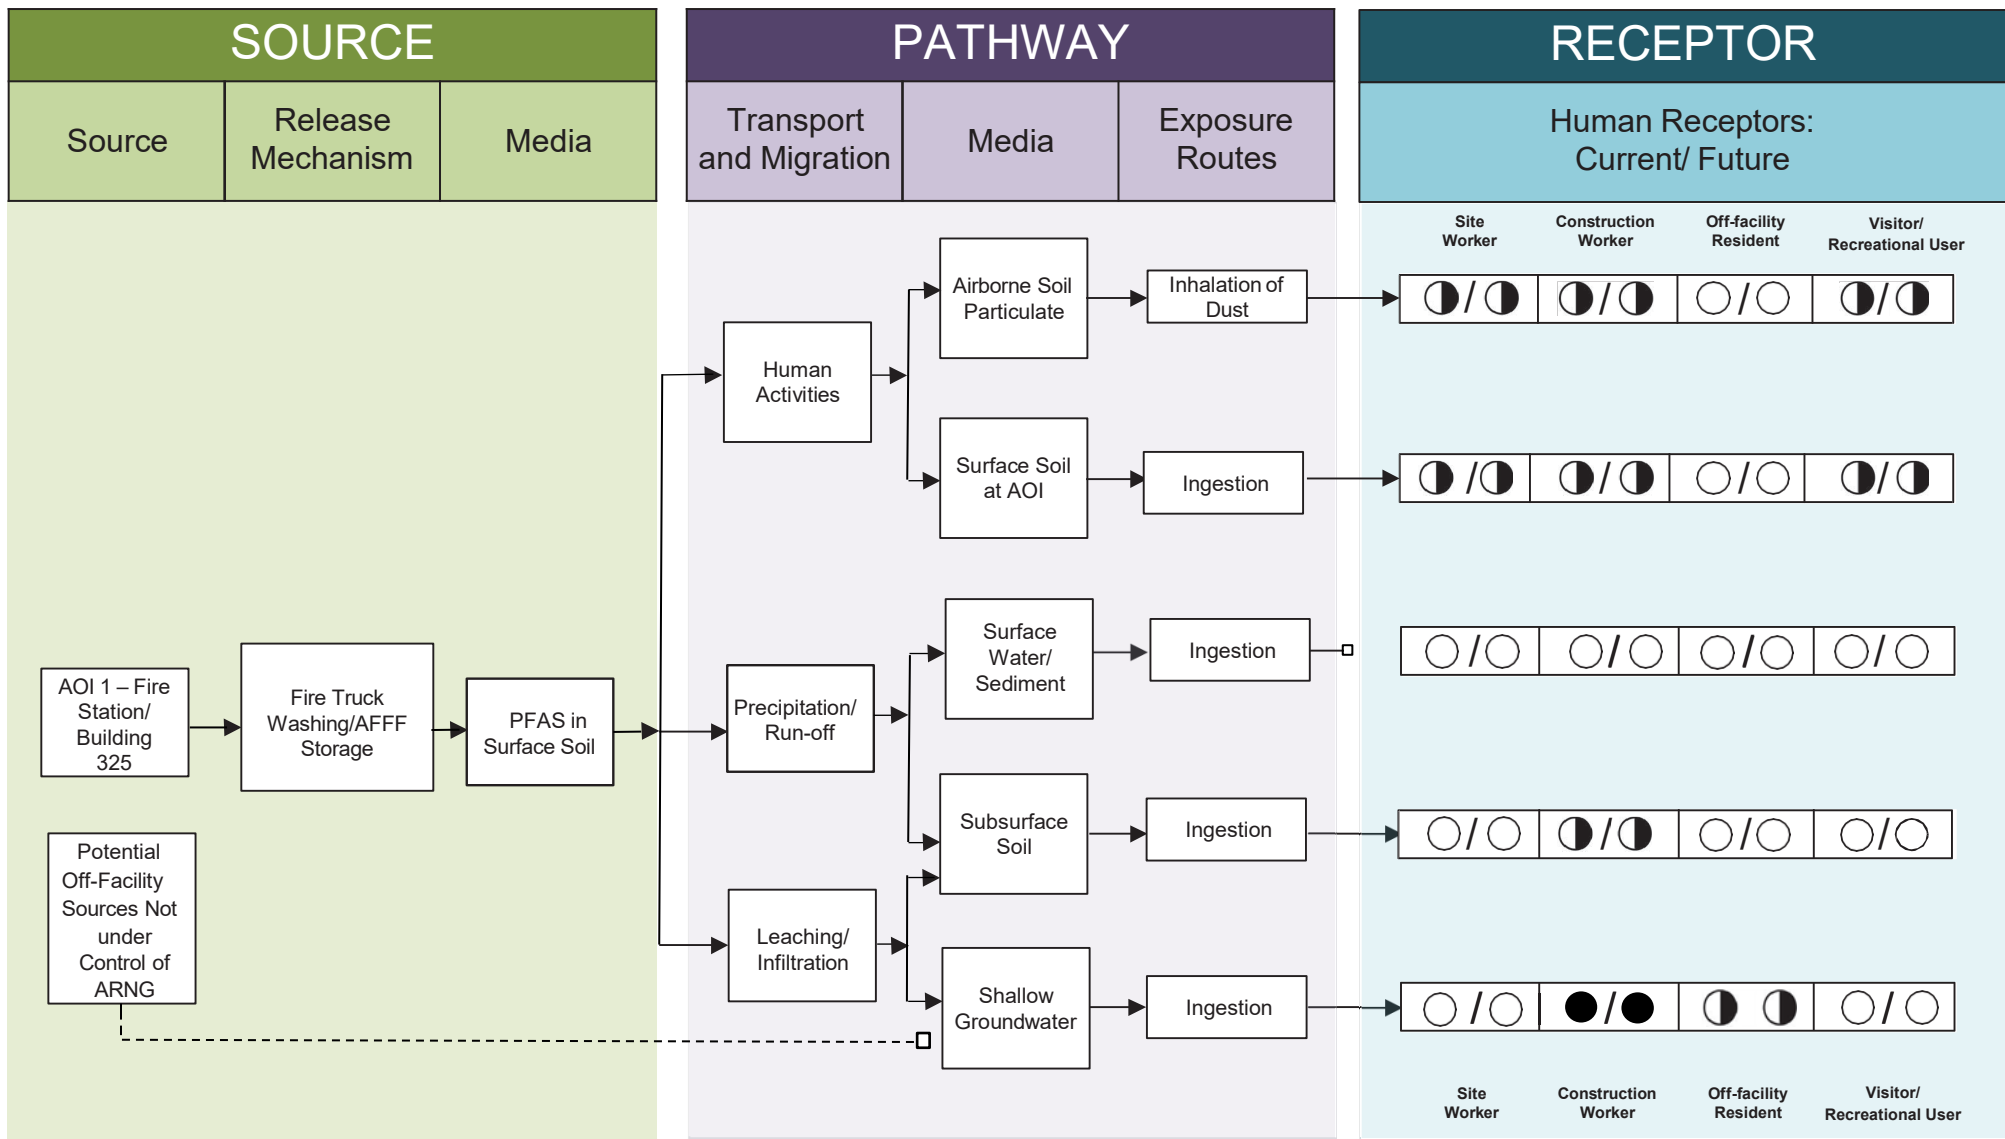 SOURCE
PATHWAY
RECEPTOR
Source
Release
Mechanism
Media
Transport
and Migration
Media
Exposure
Routes
Human Receptors:
Current/ Future
Site
Worker
Construction
Worker
Off-facility
Resident
Visitor/
Recreational User
Airborne Soil
Particulate
Inhalation of
Dust
/
/
/
/
Human
Activities
Surface Soil
at AOI
Ingestion
/
/
/
/
Surface
Water/
Sediment
Ingestion
/
/
/
/
AOI 1 – Fire
Station/
Building
325
Fire Truck
Washing/AFFF
Storage
PFAS in
Surface Soil
Precipitation/
Run-off
Subsurface
Soil
Ingestion
/
/
/
/
Potential
Off-Facility
Sources Not
under
Control of
ARNG
Leaching/
Infiltration
Shallow
Groundwater
Ingestion
/
/
/
Site
Worker
Construction
Worker
Off-facility
Resident
Visitor/
Recreational User